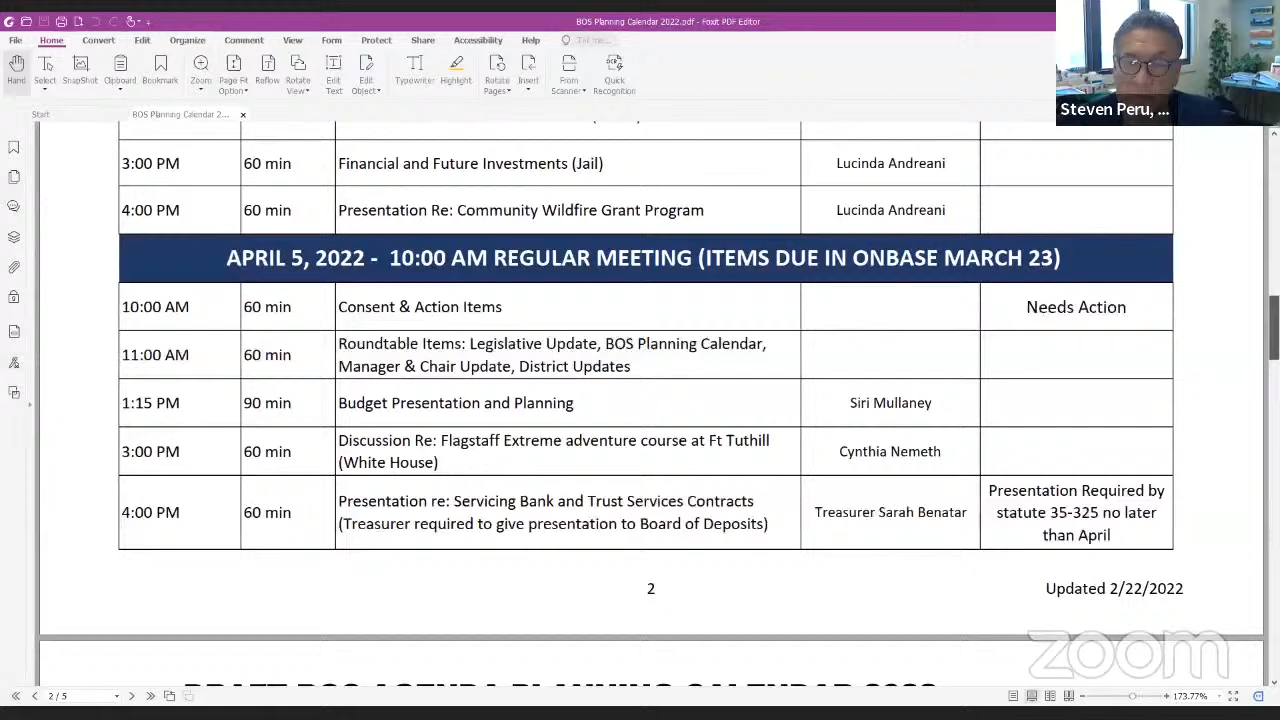 BOS Planning Calendar 2022.pdf - Foxit PDF Editor
File Home Convert Edit Organize Comment View Form Protect Share Accessibility Help Tell me...
Hand Select SnapShot Clipboard Bookmark Zoom Page Fit Option Reflow Rotate View Edit Text Edit Object Typewriter Highlight Rotate Pages Insert From Scanner Quick Recognition
Steven Peru, ...
Start BOS Planning Calendar 2...
3:00 PM 60 min Financial and Future Investments (Jail) Lucinda Andreani
4:00 PM 60 min Presentation Re: Community Wildfire Grant Program Lucinda Andreani
APRIL 5, 2022 - 10:00 AM REGULAR MEETING (ITEMS DUE IN ONBASE MARCH 23)
10:00 AM 60 min Consent & Action Items Needs Action
11:00 AM 60 min Roundtable Items: Legislative Update, BOS Planning Calendar,
Manager & Chair Update, District Updates
1:15 PM 90 min Budget Presentation and Planning Siri Mullaney
3:00 PM 60 min Discussion Re: Flagstaff Extreme adventure course at Ft Tuthill
(White House) Cynthia Nemeth
4:00 PM 60 min Presentation re: Servicing Bank and Trust Services Contracts
(Treasurer required to give presentation to Board of Deposits) Treasurer Sarah Benatar
Presentation Required by
statute 35-325 no later
than April
2 Updated 2/22/2022
zoom
DRAFT BOS AGENDA PLANNING CALENDAR 2022
2 / 5 173.77%